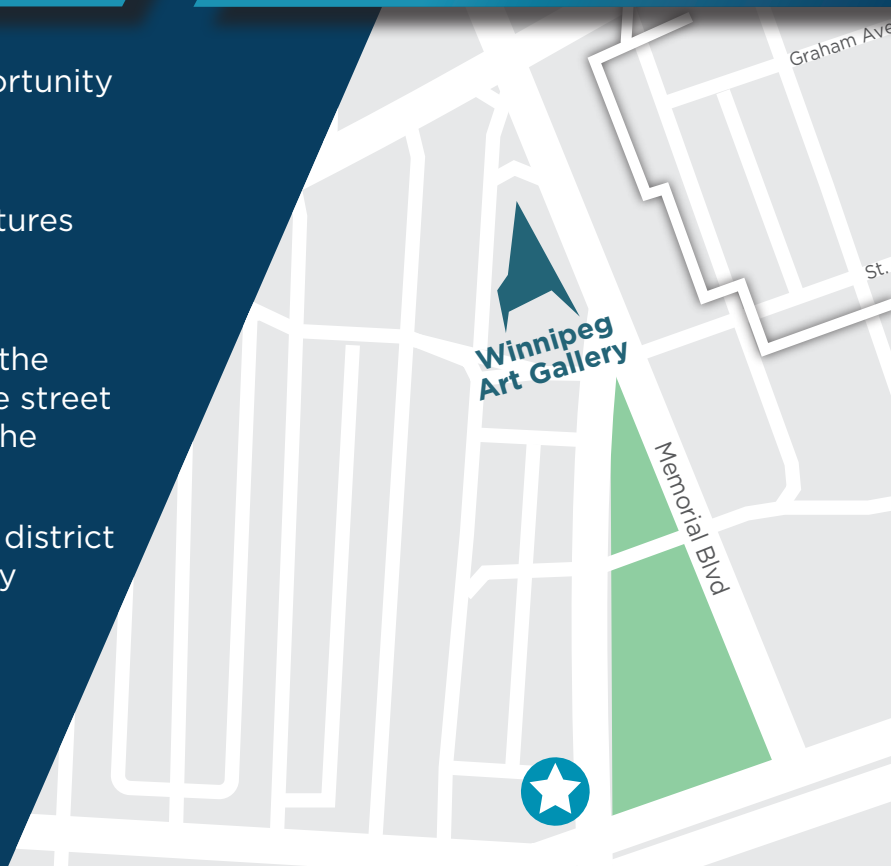 ortunity
tures
the
e street
he
district
y
Graham Ave
St.
Winnipeg
Art Gallery
Memorial Blvd